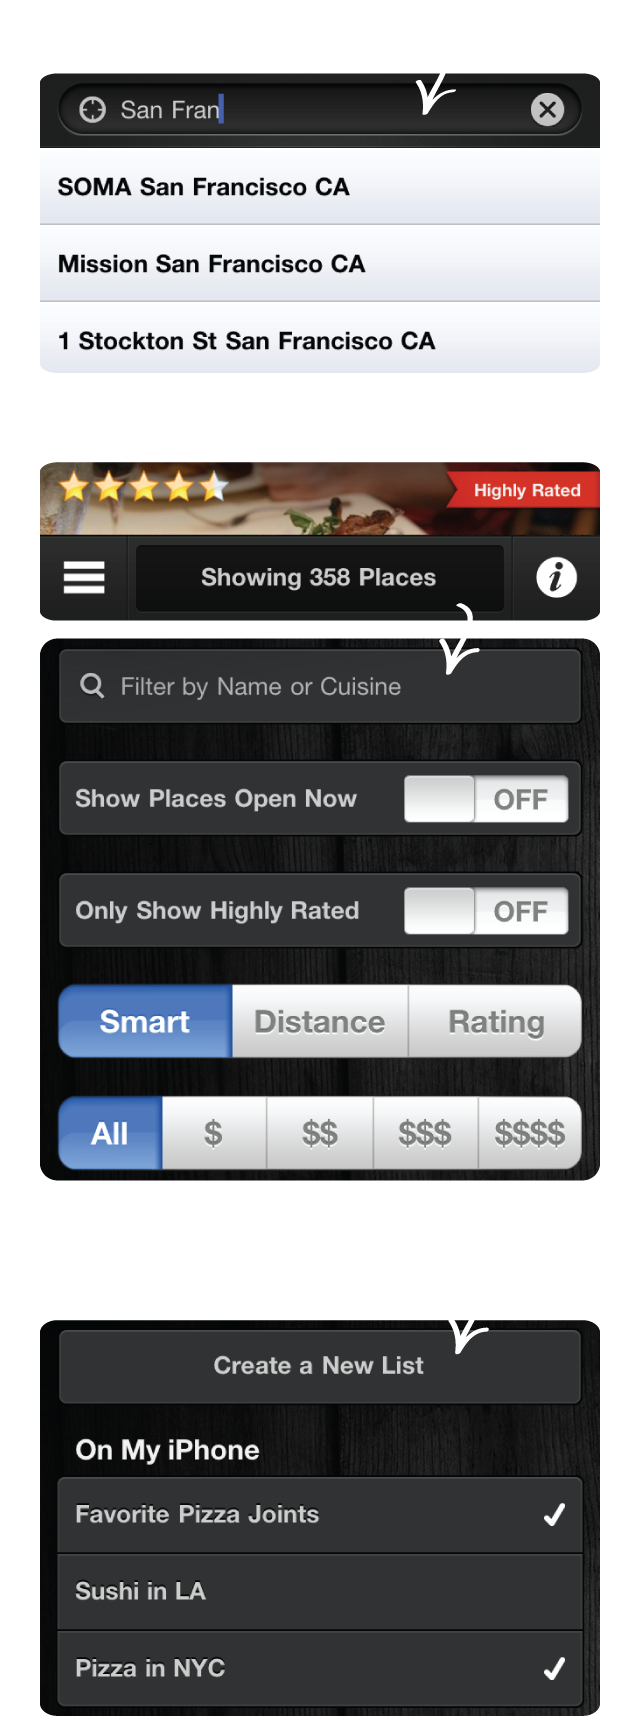 San Fran
SOMA San Francisco CA
Mission San Francisco CA
1 Stockton St San Francisco CA
Highly Rated
Showing 358 Places
i
Filter by Name or Cuisine
Show Places Open Now OFF
Only Show Highly Rated OFF
Smart Distance Rating
All $ $$ $$$ $$$$
Create a New List
On My iPhone
Favorite Pizza Joints
Sushi in LA
Pizza in NYC